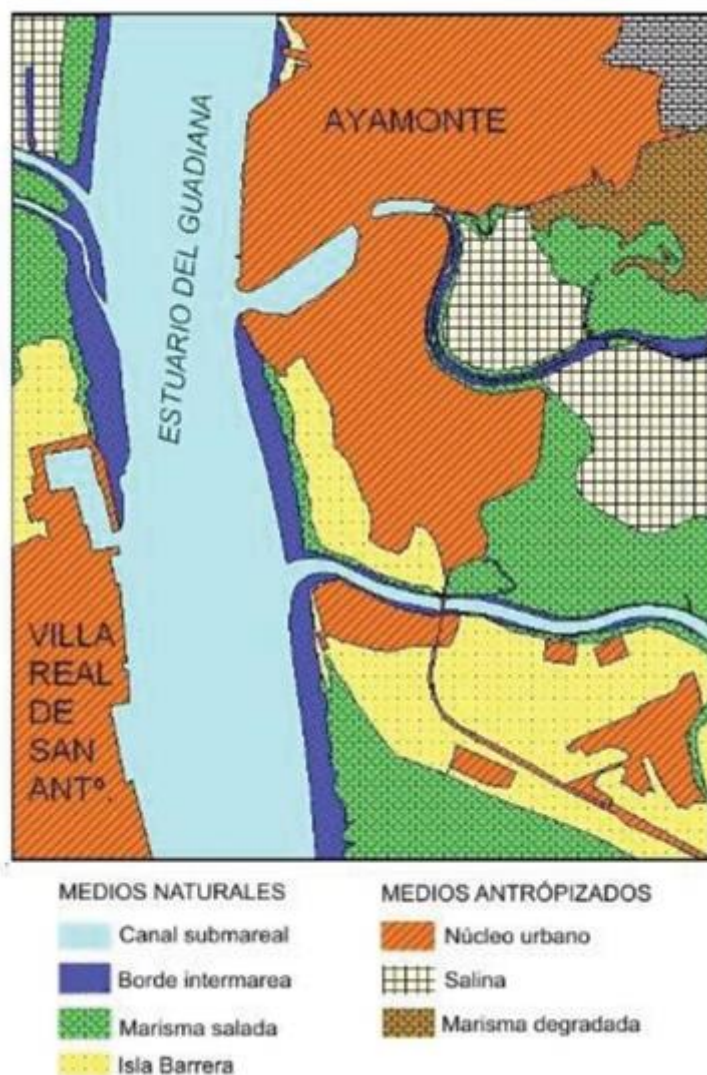 AYAMONTE
ESTUARIO DEL GUADIANA
VILLA
REAL
DE
SAN
ANTº.
MEDIOS NATURALES
Canal submareal
Borde intermarea
Marisma salada
Isla Barrera
MEDIOS ANTRÓPIZADOS
Núcleo urbano
Salina
Marisma degradada